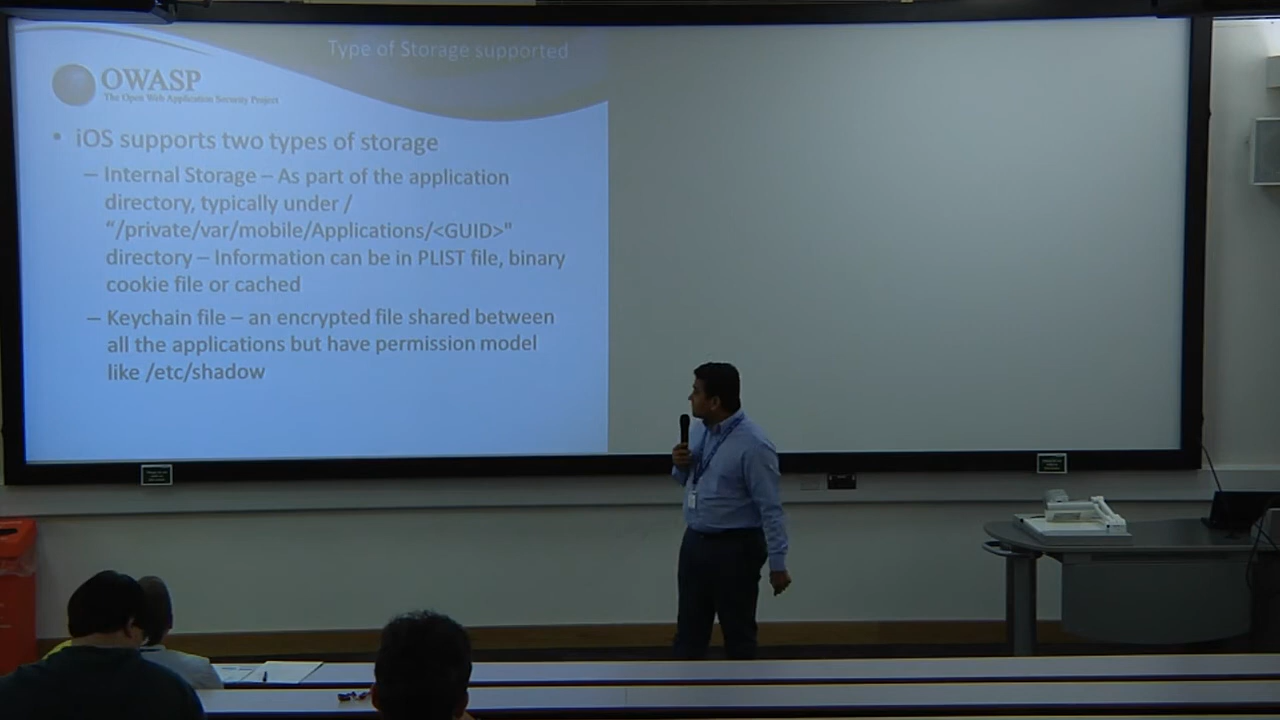 Type of Storage supported
OWASP
The Open Web Application Security Project
• iOS supports two types of storage
– Internal Storage – As part of the application
directory, typically under /
“/private/var/mobile/Applications/<GUID>"
directory – Information can be in PLIST file, binary
cookie file or cached
– Keychain file – an encrypted file shared between
all the applications but have permission model
like /etc/shadow